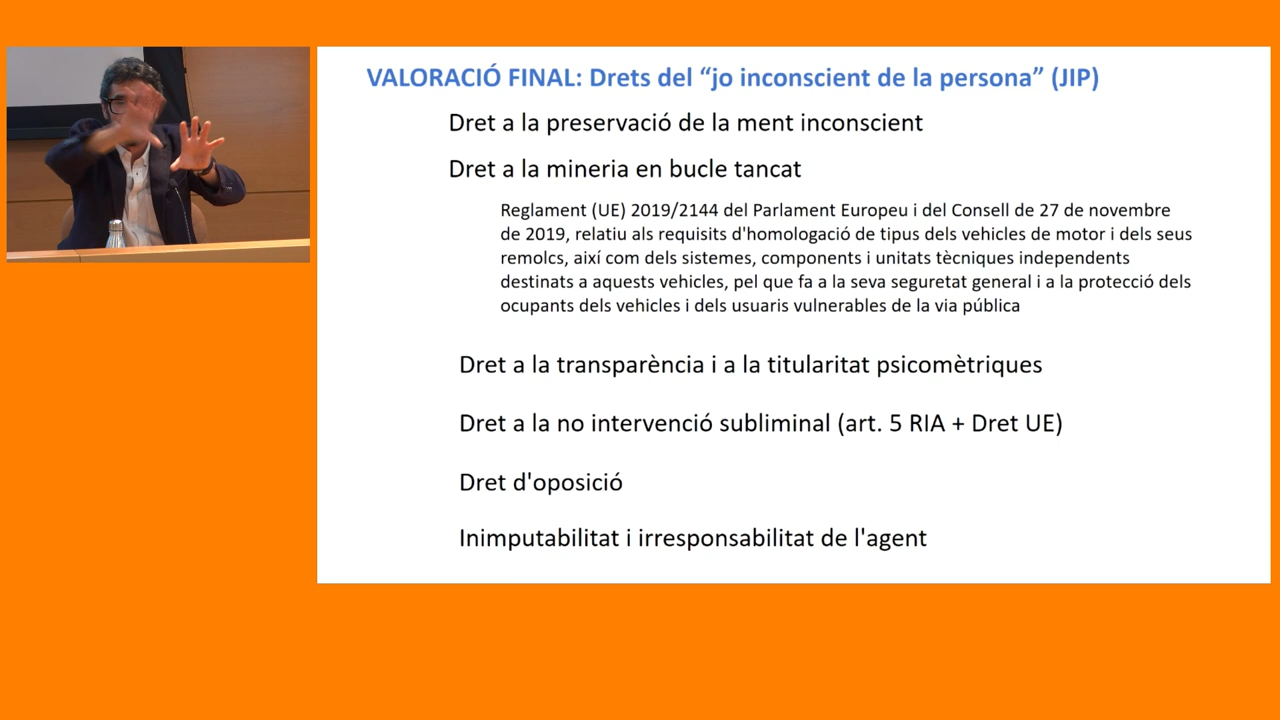 VALORACIÓ FINAL: Drets del “jo inconscient de la persona” (JIP)
Dret a la preservació de la ment inconscient
Dret a la mineria en bucle tancat
Reglament (UE) 2019/2144 del Parlament Europeu i del Consell de 27 de novembre
de 2019, relatiu als requisits d'homologació de tipus dels vehicles de motor i dels seus
remolcs, així com dels sistemes, components i unitats tècniques independents
destinats a aquests vehicles, pel que fa a la seva seguretat general i a la protecció dels
ocupants dels vehicles i dels usuaris vulnerables de la via pública
Dret a la transparència i a la titularitat psicomètriques
Dret a la no intervenció subliminal (art. 5 RIA + Dret UE)
Dret d'oposició
Inimputabilitat i irresponsabilitat de l'agent